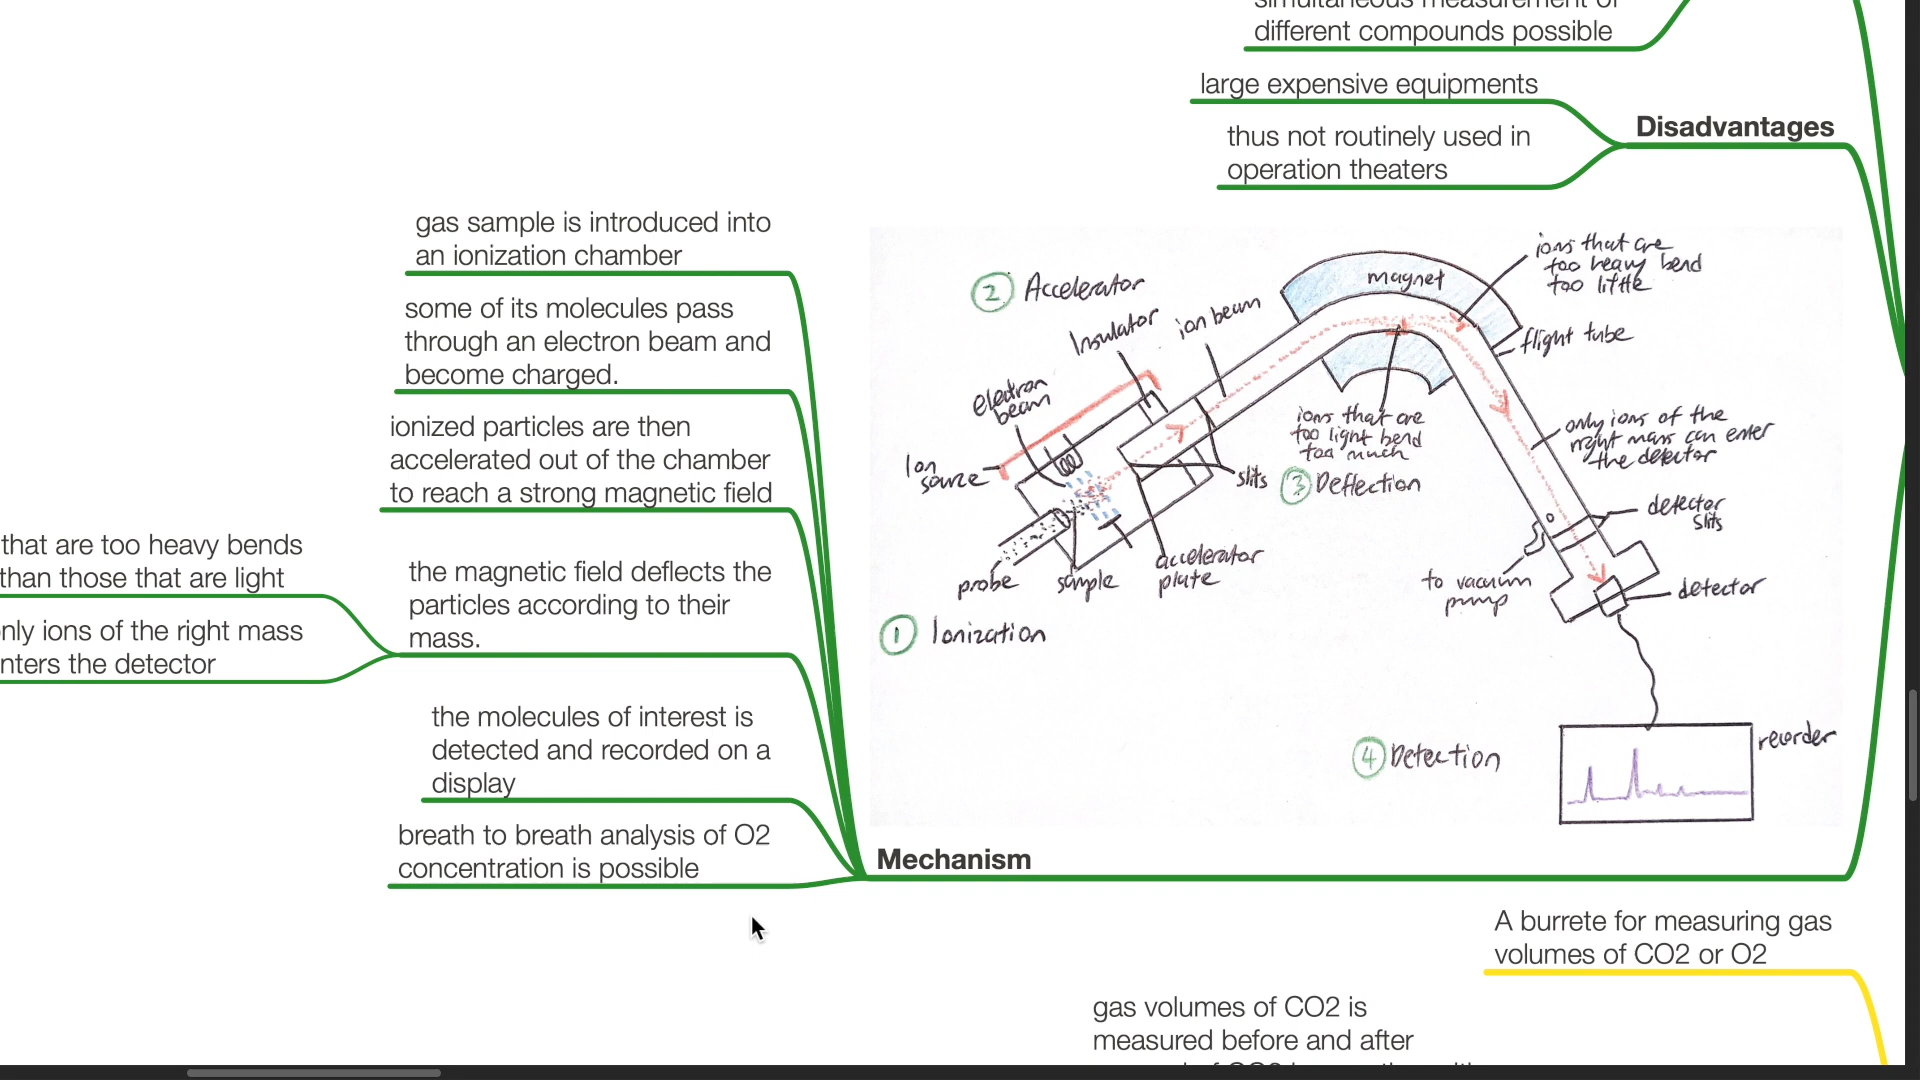 simultaneous measurement of
different compounds possible
large expensive equipments
thus not routinely used in
operation theaters
Disadvantages
gas sample is introduced into
an ionization chamber
some of its molecules pass
through an electron beam and
become charged.
ionized particles are then
accelerated out of the chamber
to reach a strong magnetic field
that are too heavy bends
than those that are light
the magnetic field deflects the
particles according to their
mass.
only ions of the right mass
enters the detector
the molecules of interest is
detected and recorded on a
display
breath to breath analysis of O2
concentration is possible
Mechanism
2 Accelerator
Insulator
ion beam
magnet
ions that are
too heavy bend
too little
flight tube
electron
beam
Ion
source
ions that are
too light bend
too much
slits
3 Deflection
only ions of the
right mass can enter
the detector
detector
slits
probe
sample
accelerator
plate
to vacuum
pump
detector
1 Ionization
4 Detection
recorder
A burrete for measuring gas
volumes of CO2 or O2
gas volumes of CO2 is
measured before and after